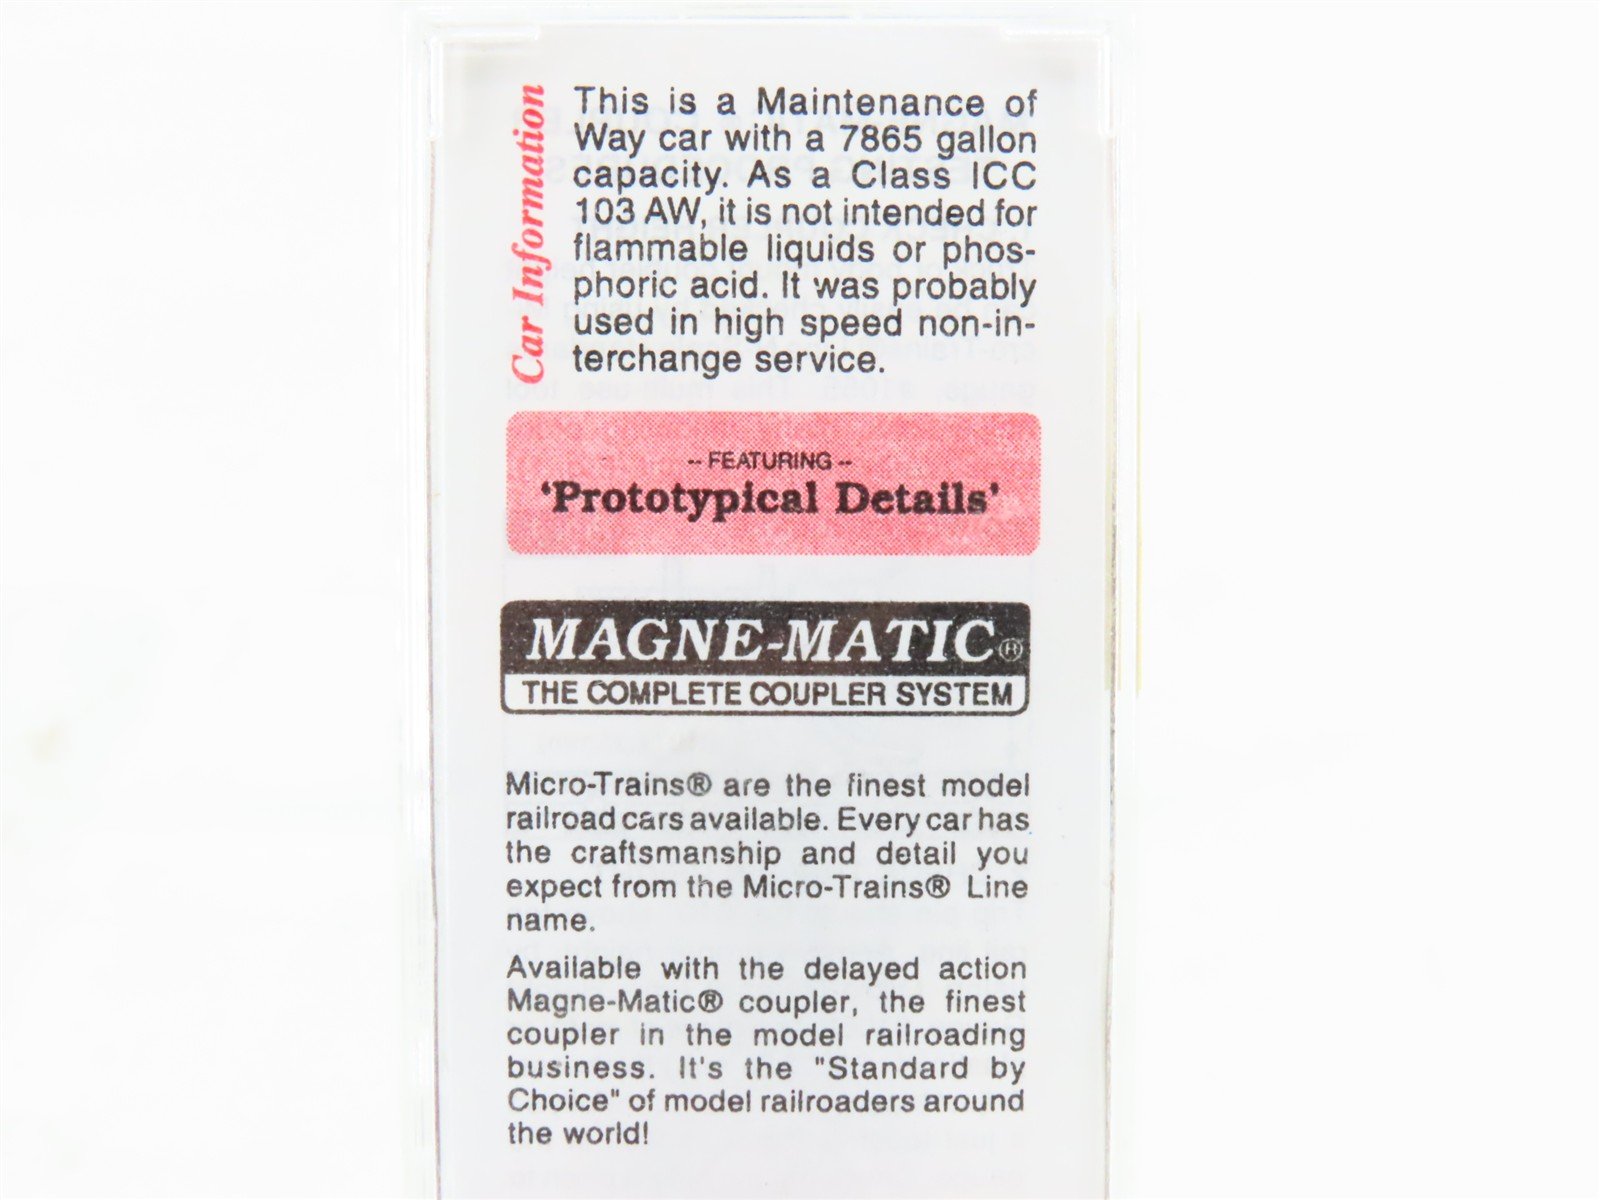 Car Information
This is a Maintenance of
Way car with a 7865 gallon
capacity. As a Class ICC
103 AW, it is not intended for
flammable liquids or phos-
phoric acid. It was probably
used in high speed non-in-
terchange service.
-- FEATURING --
'Prototypical Details'
MAGNE-MATIC®
THE COMPLETE COUPLER SYSTEM
Micro-Trains® are the finest model
railroad cars available. Every car has
the craftsmanship and detail you
expect from the Micro-Trains® Line
name.
Available with the delayed action
Magne-Matic® coupler, the finest
coupler in the model railroading
business. It's the "Standard by
Choice" of model railroaders around
the world!